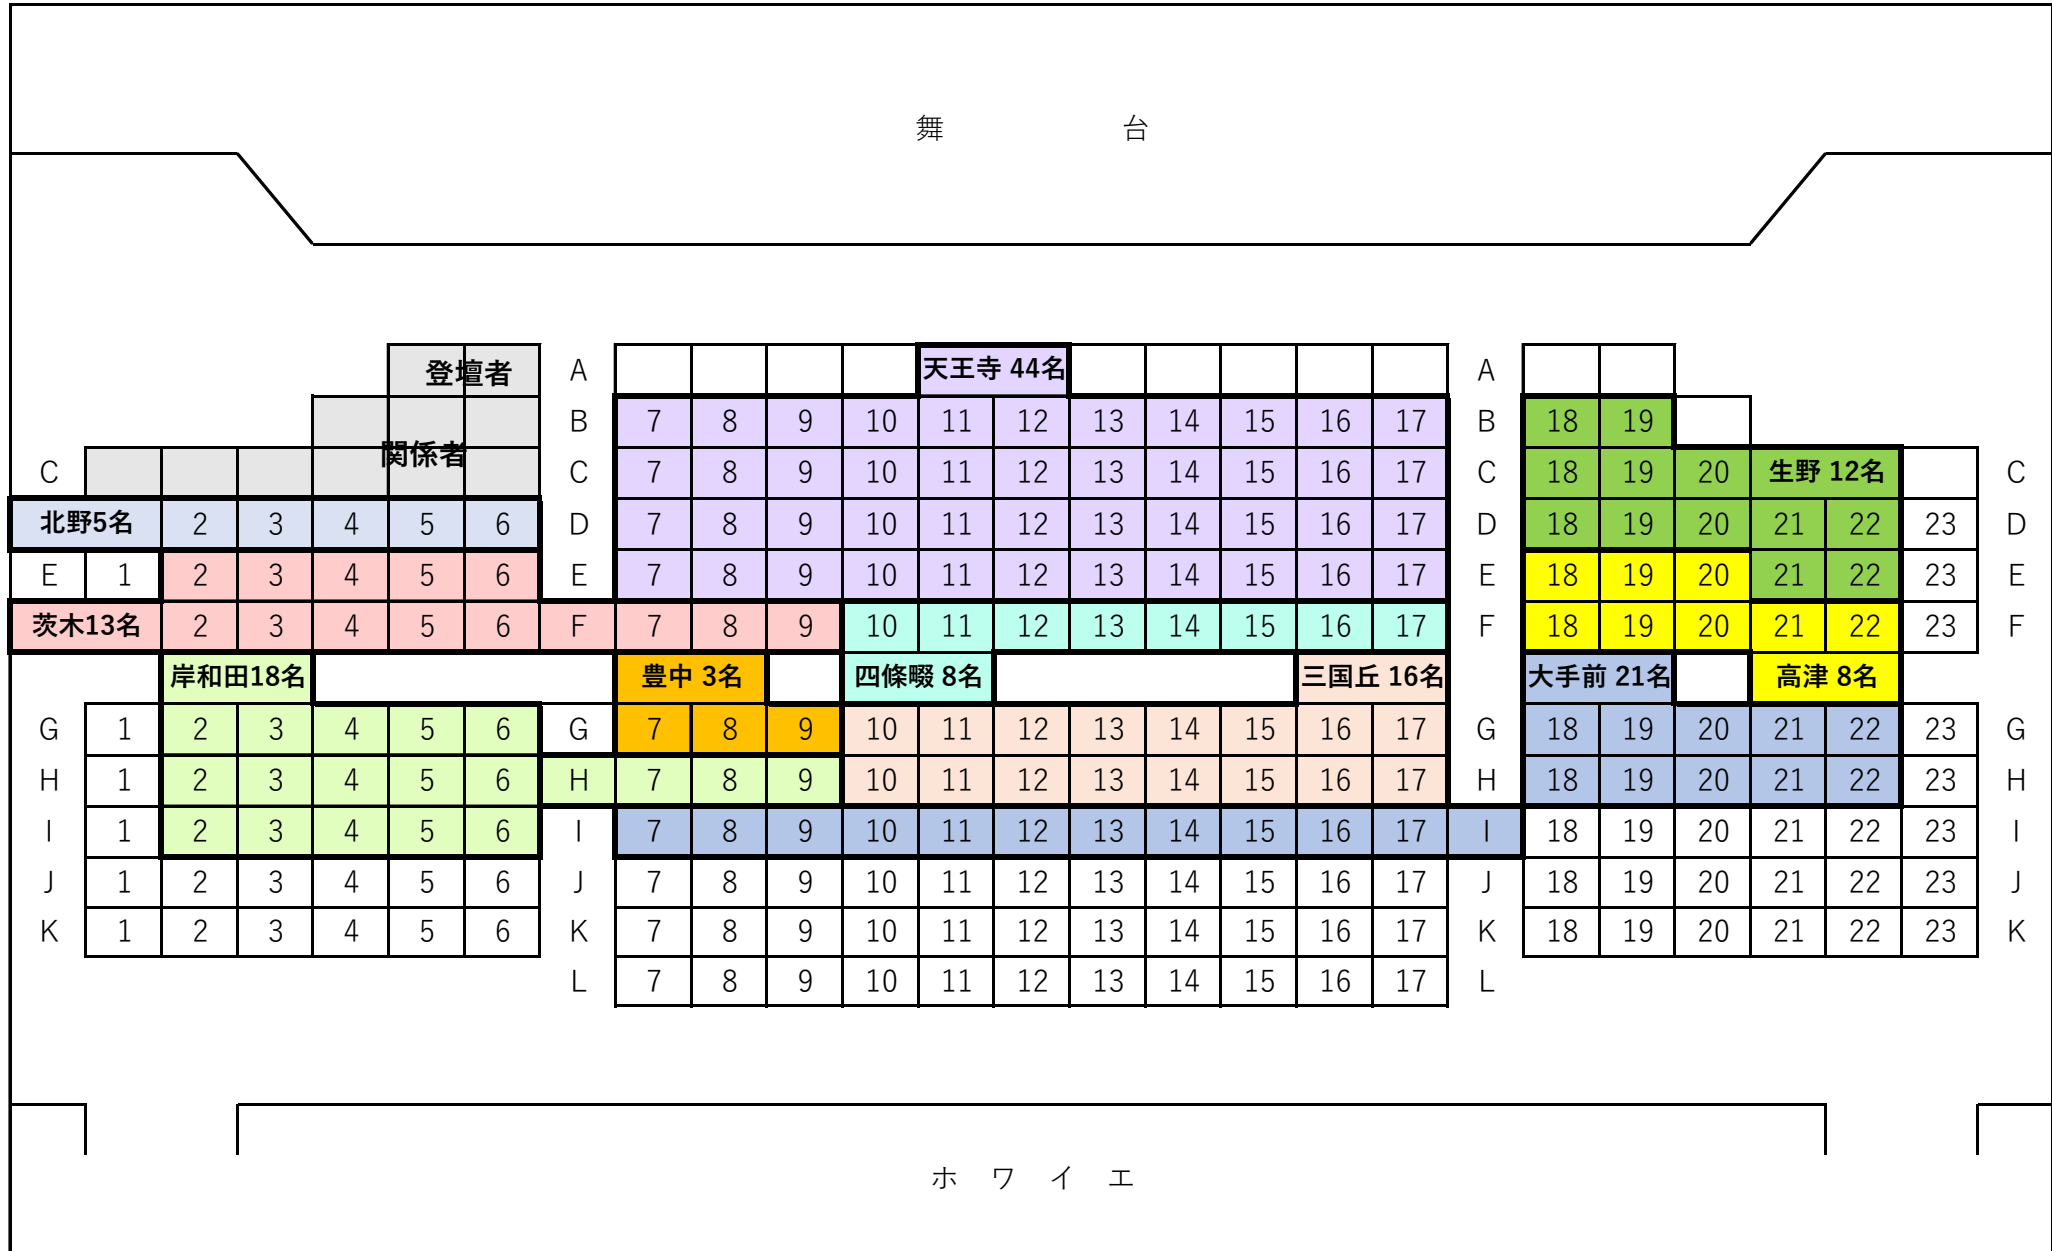 舞 台
登壇者 A 天王寺 44名 A
B 7 8 9 10 11 12 13 14 15 16 17 B 18 19
関係者
C C 7 8 9 10 11 12 13 14 15 16 17 C 18 19 20 生野 12名 C
北野5名 2 3 4 5 6 D 7 8 9 10 11 12 13 14 15 16 17 D 18 19 20 21 22 23 D
E 1 2 3 4 5 6 E 7 8 9 10 11 12 13 14 15 16 17 E 18 19 20 21 22 23 E
茨木13名 2 3 4 5 6 F 7 8 9 10 11 12 13 14 15 16 17 F 18 19 20 21 22 23 F
岸和田18名 豊中 3名 四條畷 8名 三国丘 16名 大手前 21名 高津 8名
G 1 2 3 4 5 6 G 7 8 9 10 11 12 13 14 15 16 17 G 18 19 20 21 22 23 G
H 1 2 3 4 5 6 H 7 8 9 10 11 12 13 14 15 16 17 H 18 19 20 21 22 23 H
I 1 2 3 4 5 6 I 7 8 9 10 11 12 13 14 15 16 17 I 18 19 20 21 22 23 I
J 1 2 3 4 5 6 J 7 8 9 10 11 12 13 14 15 16 17 J 18 19 20 21 22 23 J
K 1 2 3 4 5 6 K 7 8 9 10 11 12 13 14 15 16 17 K 18 19 20 21 22 23 K
L 7 8 9 10 11 12 13 14 15 16 17 L
ホ ワ イ エ